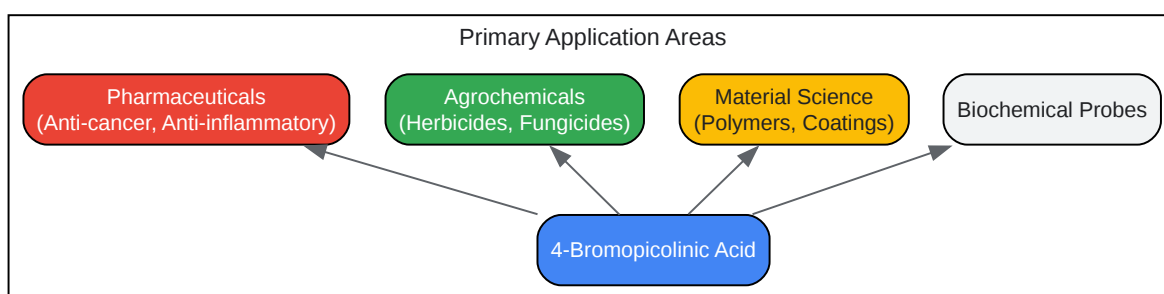 Primary Application Areas
Pharmaceuticals
(Anti-cancer, Anti-inflammatory)
Agrochemicals
(Herbicides, Fungicides)
Material Science
(Polymers, Coatings)
Biochemical Probes
4-Bromopicolinic Acid